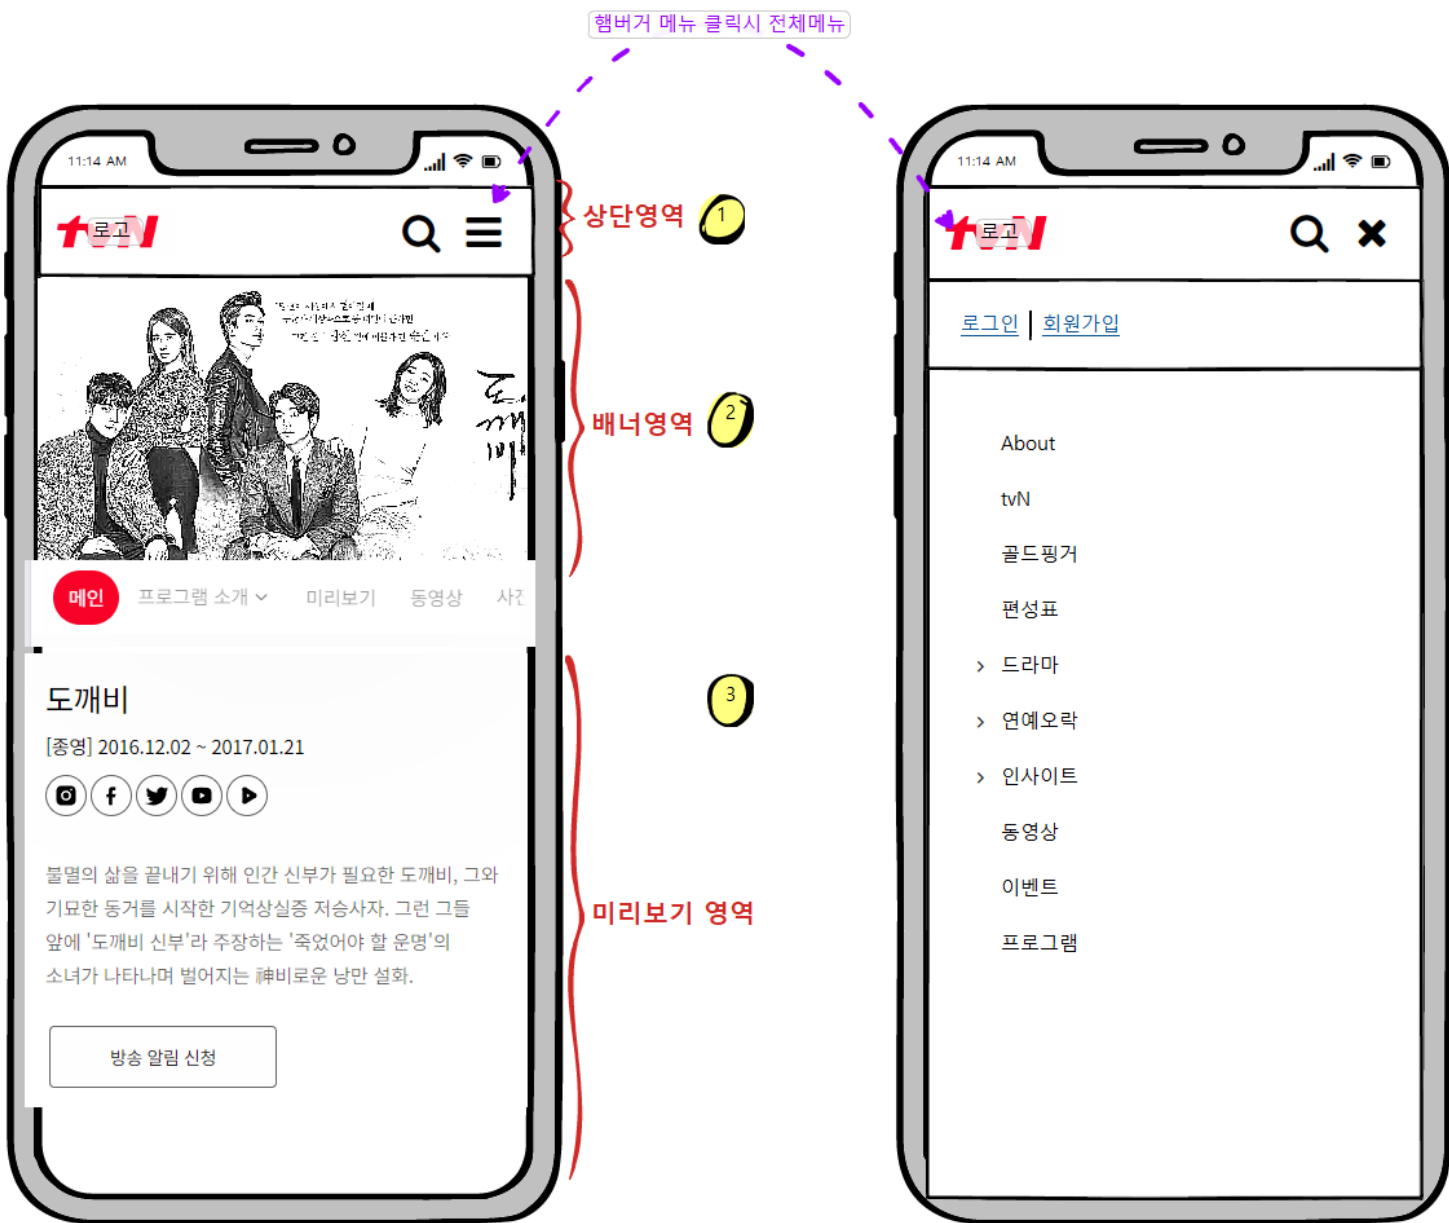 햄버거 메뉴 클릭시 전체메뉴
11:14 AM
tvN
로고
상단영역
1
도깨비
배너영역
2
메인
프로그램 소개
미리보기
동영상
3
도깨비
[종영] 2016.12.02 ~ 2017.01.21
불멸의 삶을 끝내기 위해 인간 신부가 필요한 도깨비, 그와
기묘한 동거를 시작한 기억상실증 저승사자. 그런 그들
앞에 '도깨비 신부'라 주장하는 '죽었어야 할 운명'의
소녀가 나타나며 벌어지는 神비로운 낭만 설화.
미리보기 영역
방송 알림 신청
11:14 AM
tvN
로고
로그인 | 회원가입
About
tvN
골드핑거
편성표
> 드라마
> 연예오락
> 인사이트
동영상
이벤트
프로그램